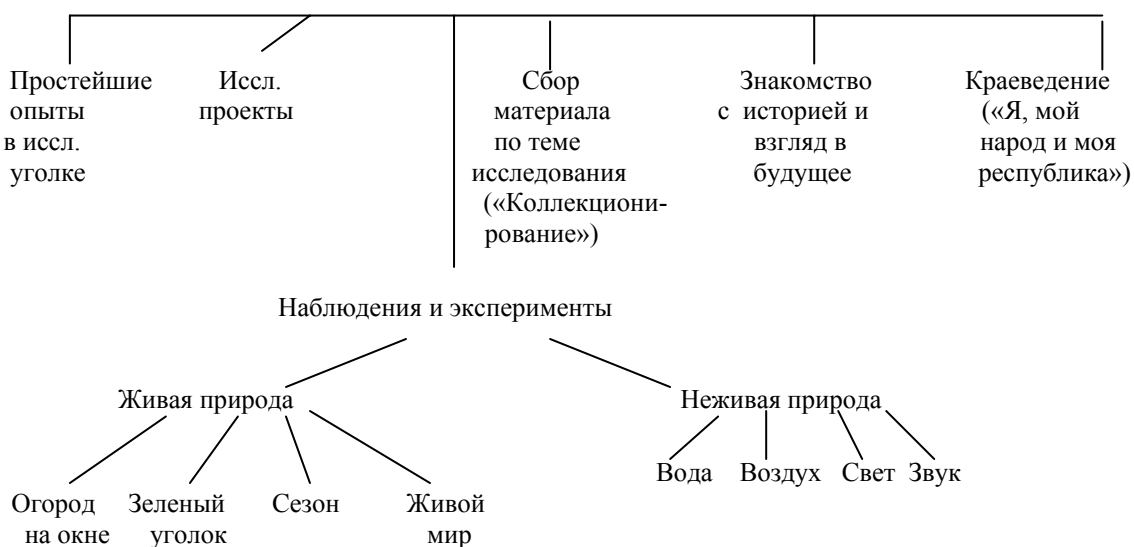 Простейшие
опыты
в иссл.
уголке
Иссл.
проекты
Сбор
материала
по теме
исследования
(«Коллекциони-
рование»)
Знакомство
с историей и
взгляд в
будущее
Краеведение
(«Я, мой
народ и моя
республика»)
Наблюдения и эксперименты
Живая природа
Неживая природа
Огород
на окне
Зеленый
уголок
Сезон
Живой
мир
Вода
Воздух
Свет
Звук